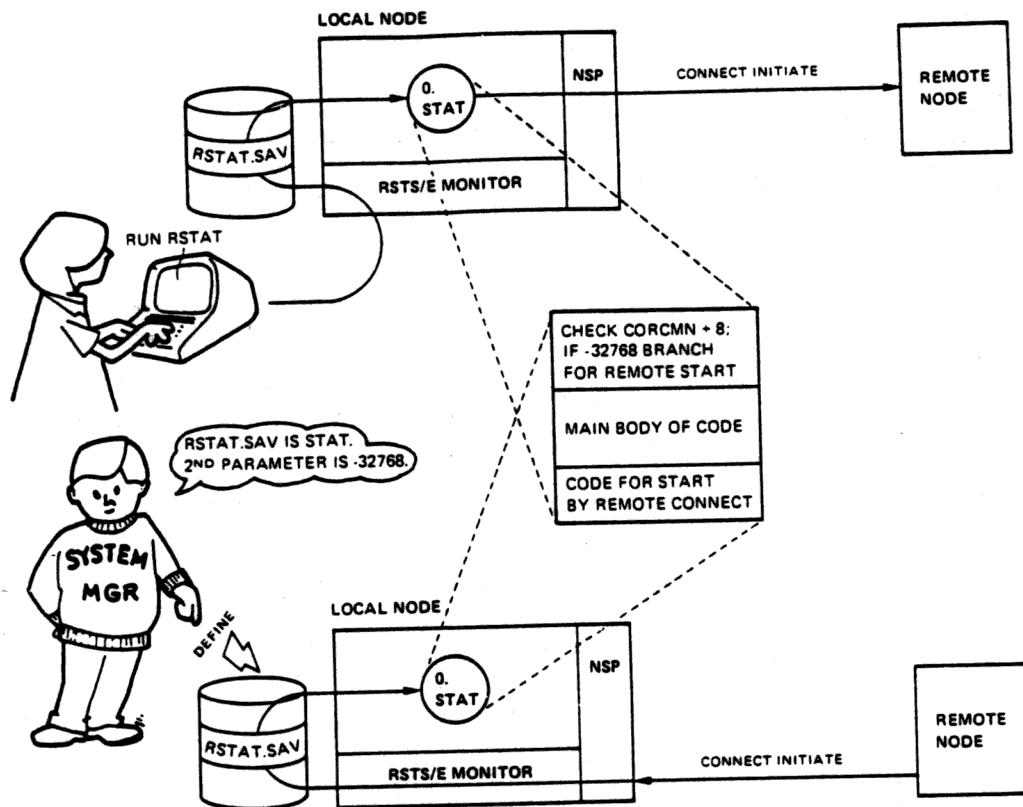 LOCAL NODE
NSP
CONNECT INITIATE
REMOTE
NODE
0.
STAT
RSTAT.SAV
RSTS/E MONITOR
RUN RSTAT
CHECK CORCMN + 8;
IF -32768 BRANCH
FOR REMOTE START
MAIN BODY OF CODE
CODE FOR START
BY REMOTE CONNECT
RSTAT.SAV IS STAT.
2ND PARAMETER IS -32768.
SYSTEM
MGR
DEFINE
LOCAL NODE
NSP
0.
STAT
REMOTE
NODE
RSTAT.SAV
RSTS/E MONITOR
CONNECT INITIATE